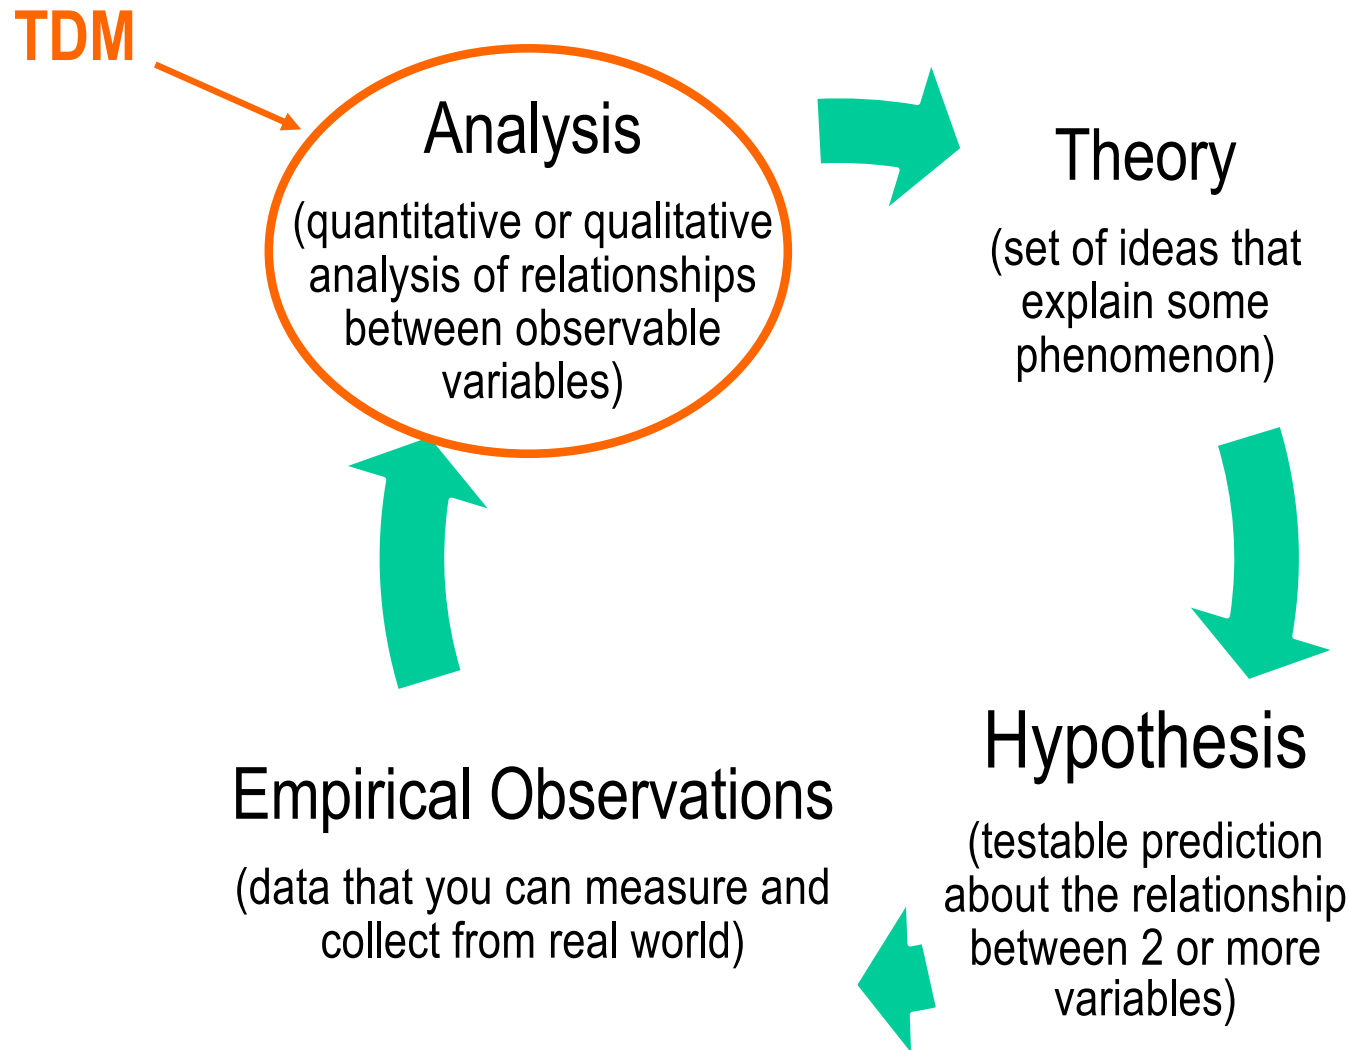 TDM
Analysis
(quantitative or qualitative
analysis of relationships
between observable
variables)
Theory
(set of ideas that
explain some
phenomenon)
Hypothesis
(testable prediction
about the relationship
between 2 or more
variables)
Empirical Observations
(data that you can measure and
collect from real world)